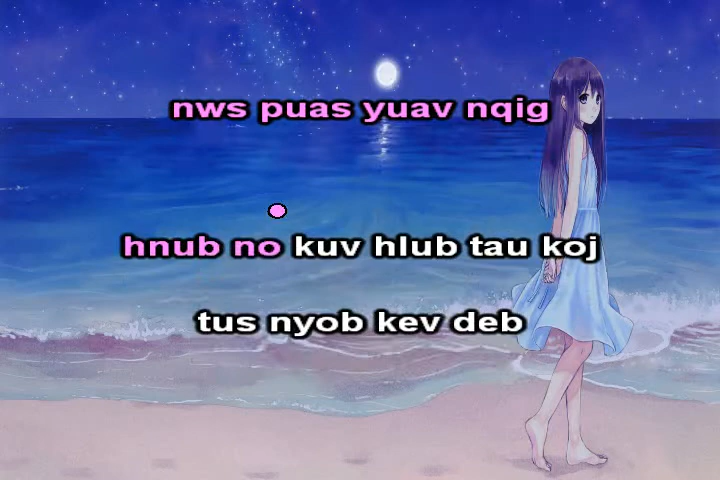 nws puas yuav nqig
hnub no kuv hlub tau koj
tus nyob kev deb